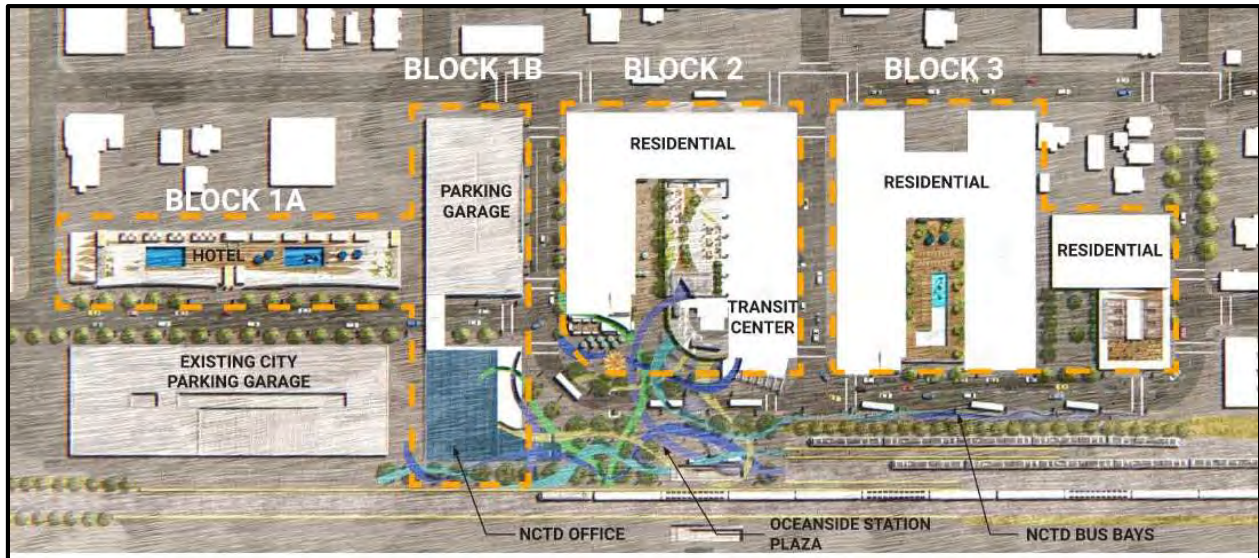 BLOCK 1A
HOTEL
EXISTING CITY
PARKING GARAGE
BLOCK 1B
PARKING
GARAGE
NCTD OFFICE
BLOCK 2
RESIDENTIAL
TRANSIT
CENTER
OCEANSIDE STATION
PLAZA
BLOCK 3
RESIDENTIAL
RESIDENTIAL
NCTD BUS BAYS